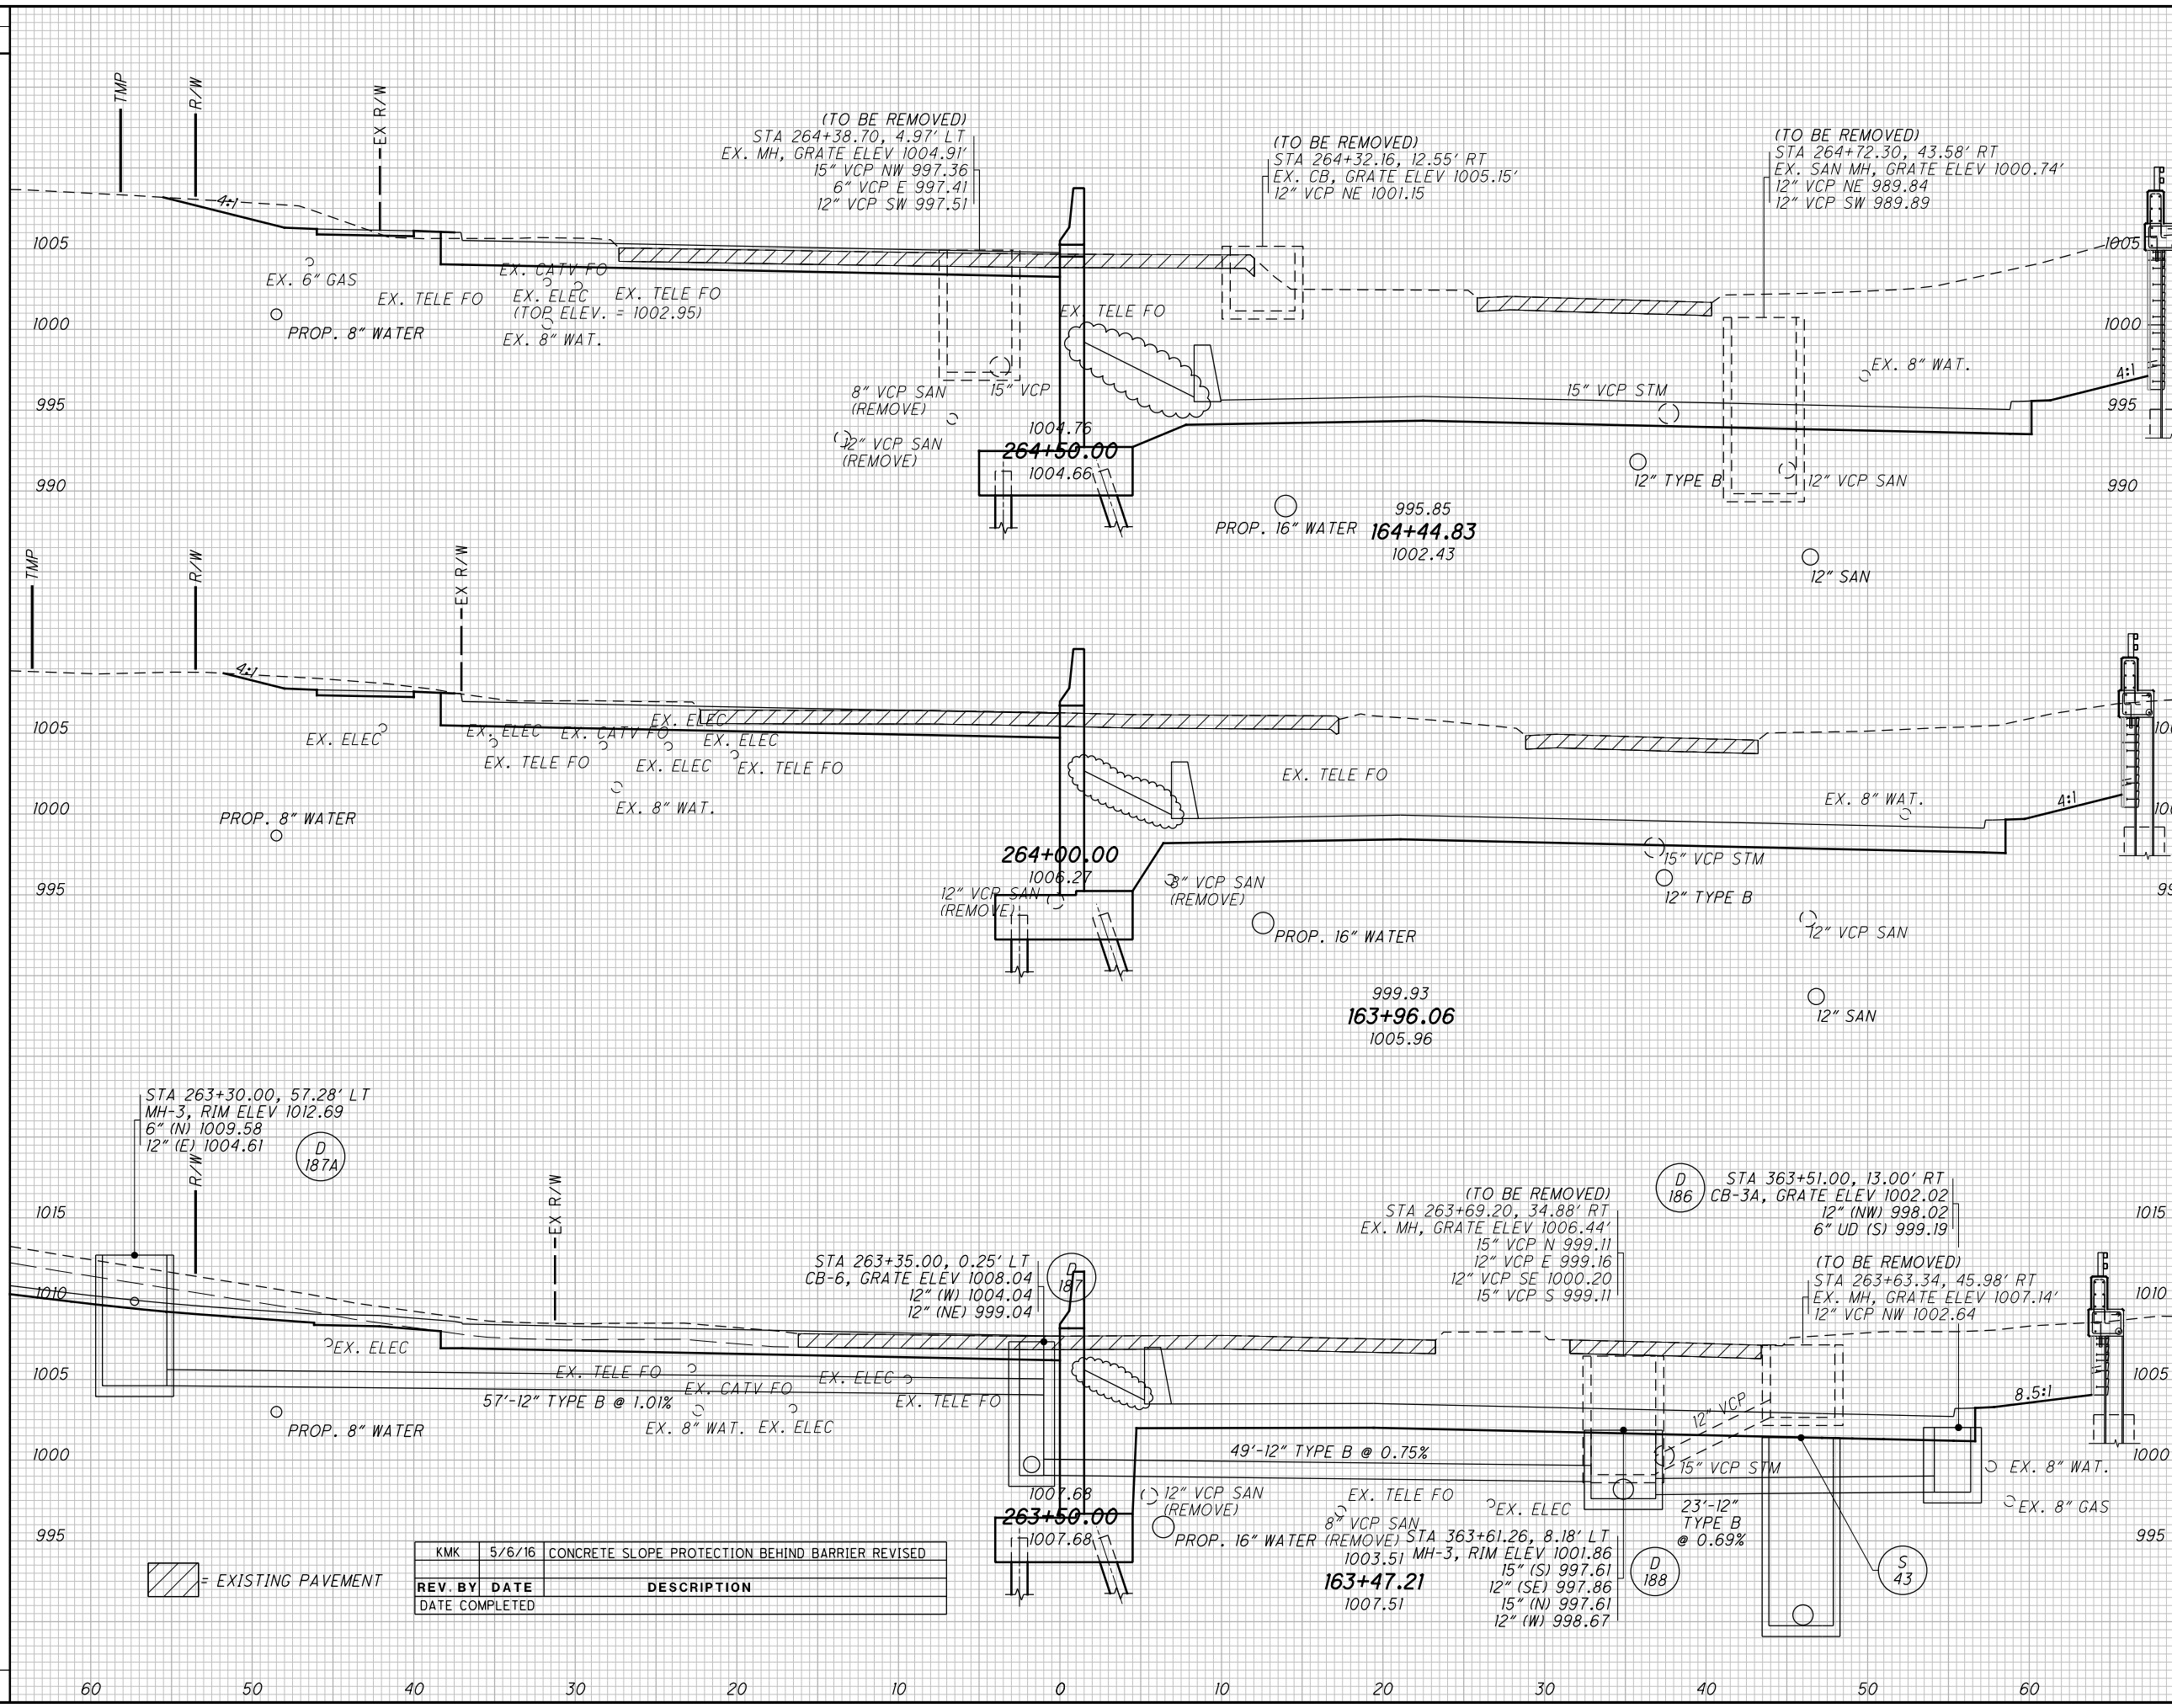 TMP
R/W
EX R/W
(TO BE REMOVED)
STA 264+38.70, 4.97' LT
EX. MH, GRATE ELEV 1004.91'
15" VCP NW 997.36
6" VCP E 997.41
12" VCP SW 997.51
(TO BE REMOVED)
STA 264+32.16, 12.55' RT
EX. CB, GRATE ELEV 1005.15'
12" VCP NE 1001.15
(TO BE REMOVED)
STA 264+72.30, 43.58' RT
EX. SAN MH, GRATE ELEV 1000.74'
12" VCP NE 989.84
12" VCP SW 989.89
4:1
1005
1005
EX. 6" GAS
EX. CATV FO
EX. TELE FO
EX. ELEC
EX. TELE FO
(TOP ELEV. = 1002.95)
EX. TELE FO
1000
PROP. 8" WATER
EX. 8" WAT.
1000
EX. 8" WAT.
4:1
8" VCP SAN
(REMOVE)
15" VCP
15" VCP STM
995
995
1004.76
12" VCP SAN
(REMOVE)
264+50.00
1004.66
12" TYPE B
12" VCP SAN
990
990
PROP. 16" WATER
995.85
164+44.83
1002.43
12" SAN
TMP
R/W
EX R/W
4:1
1005
EX. ELEC
EX. ELEC
EX. CATV FO
EX. ELEC
EX. ELEC
EX. TELE FO
EX. ELEC
EX. TELE FO
EX. TELE FO
1000
PROP. 8" WATER
EX. 8" WAT.
EX. 8" WAT.
4:1
264+00.00
1006.27
15" VCP STM
995
12" VCP SAN
(REMOVE)
8" VCP SAN
(REMOVE)
12" TYPE B
PROP. 16" WATER
12" VCP SAN
999.93
163+96.06
1005.96
12" SAN
STA 263+30.00, 57.28' LT
MH-3, RIM ELEV 1012.69
6" (N) 1009.58
12" (E) 1004.61
D
187A
R/W
EX R/W
(TO BE REMOVED)
STA 263+69.20, 34.88' RT
EX. MH, GRATE ELEV 1006.44'
15" VCP N 999.11
12" VCP E 999.16
12" VCP SE 1000.20
15" VCP S 999.11
D
186
STA 363+51.00, 13.00' RT
CB-3A, GRATE ELEV 1002.02
12" (NW) 998.02
6" UD (S) 999.19
1015
1015
STA 263+35.00, 0.25' LT
CB-6, GRATE ELEV 1008.04
12" (W) 1004.04
12" (NE) 999.04
D
187
(TO BE REMOVED)
STA 263+63.34, 45.98' RT
EX. MH, GRATE ELEV 1007.14'
12" VCP NW 1002.64
1010
1010
EX. ELEC
1005
1005
EX. TELE FO
EX. CATV FO
EX. ELEC
EX. TELE FO
57'-12" TYPE B @ 1.01%
8.5:1
PROP. 8" WATER
EX. 8" WAT.
EX. ELEC
12" VCP
1000
49'-12" TYPE B @ 0.75%
15" VCP STM
EX. 8" WAT.
1000
1007.68
263+50.00
1007.68
12" VCP SAN
(REMOVE)
EX. TELE FO
EX. ELEC
8" VCP SAN
(REMOVE)
PROP. 16" WATER
23'-12"
TYPE B
@ 0.69%
EX. 8" GAS
995
995
1003.51
163+47.21
1007.51
STA 363+61.26, 8.18' LT
MH-3, RIM ELEV 1001.86
15" (S) 997.61
12" (SE) 997.86
15" (N) 997.61
12" (W) 998.67
D
188
S
43
= EXISTING PAVEMENT
KMK 5/6/16 CONCRETE SLOPE PROTECTION BEHIND BARRIER REVISED
REV. BY DATE DESCRIPTION
DATE COMPLETED
60 50 40 30 20 10 0 10 20 30 40 50 60